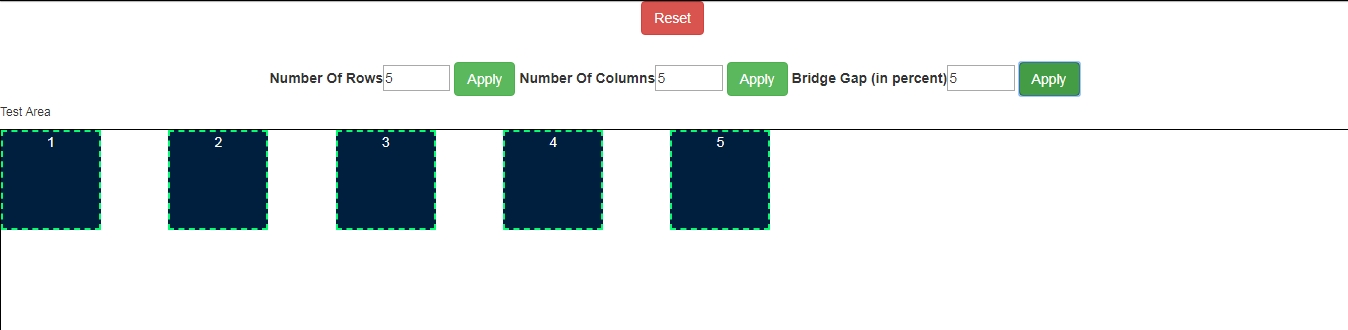 Reset
Number Of Rows 5 Apply Number Of Columns 5 Apply Bridge Gap (in percent) 5 Apply
Test Area
1 2 3 4 5